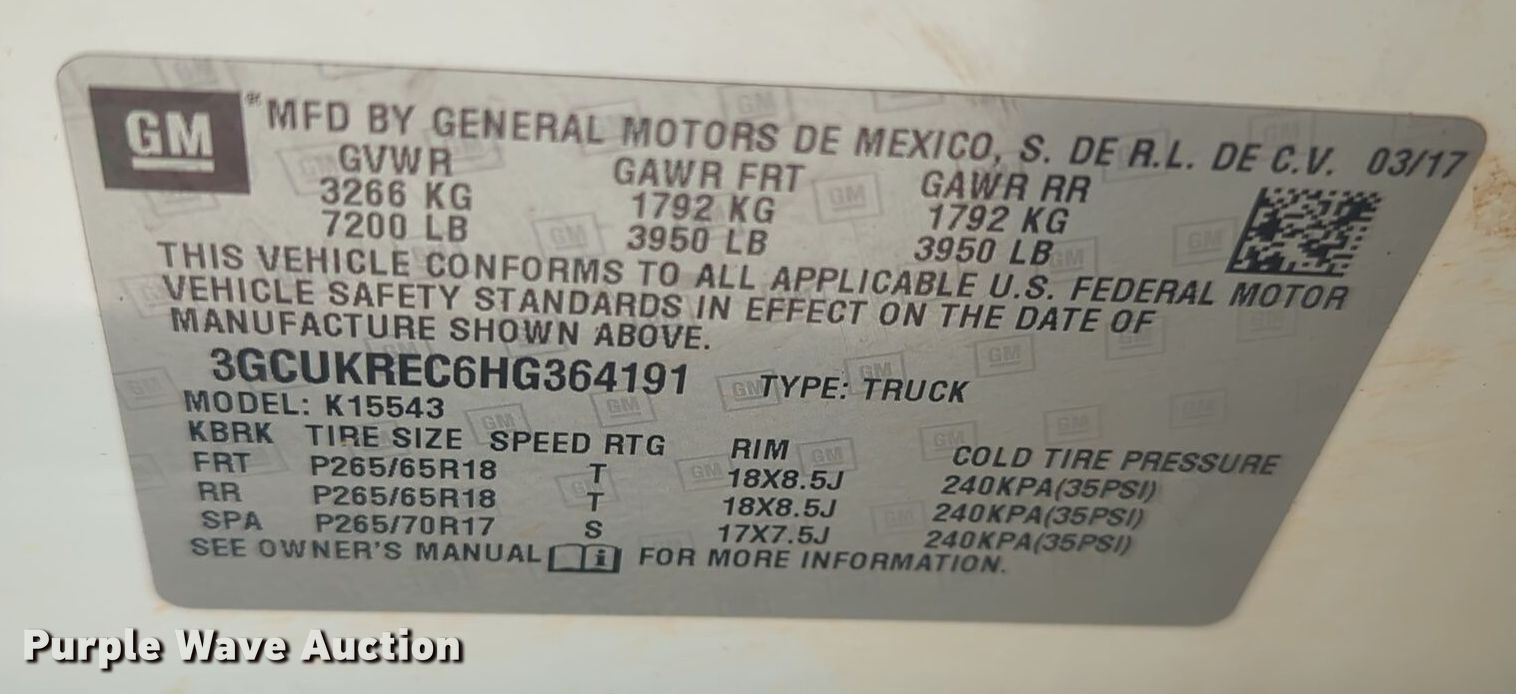 GM ® MFD BY GENERAL MOTORS DE MEXICO, S. DE R.L. DE C.V. 03/17
GVWR GAWR FRT GAWR RR
3266 KG 1792 KG 1792 KG
7200 LB 3950 LB 3950 LB
THIS VEHICLE CONFORMS TO ALL APPLICABLE U.S. FEDERAL MOTOR
VEHICLE SAFETY STANDARDS IN EFFECT ON THE DATE OF
MANUFACTURE SHOWN ABOVE.
3GCUKREC6HG364191 TYPE: TRUCK
MODEL: K15543
KBRK TIRE SIZE SPEED RTG RIM COLD TIRE PRESSURE
FRT P265/65R18 T 18X8.5J 240KPA(35PSI)
RR P265/65R18 T 18X8.5J 240KPA(35PSI)
SPA P265/70R17 S 17X7.5J 240KPA(35PSI)
SEE OWNER'S MANUAL FOR MORE INFORMATION.
Purple Wave Auction